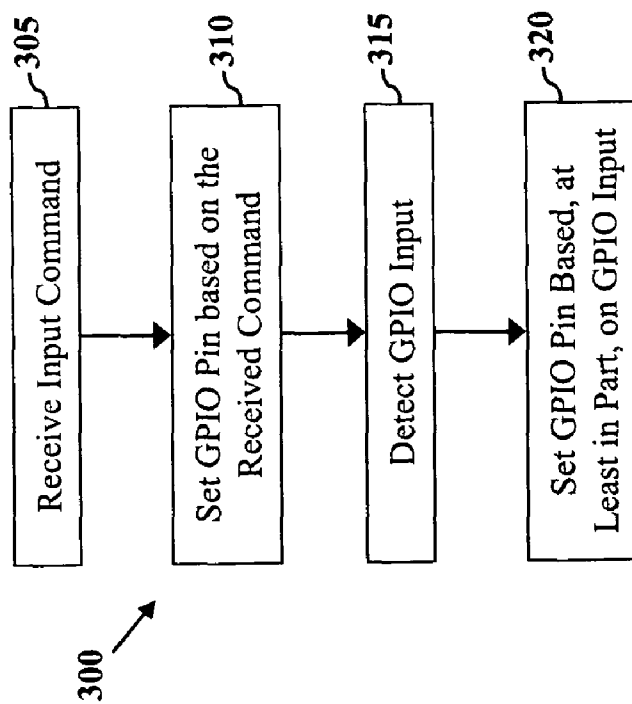 300
Receive Input Command
305
Set GPIO Pin based on the
Received Command
310
Detect GPIO Input
315
Set GPIO Pin Based, at
Least in Part, on GPIO Input
320